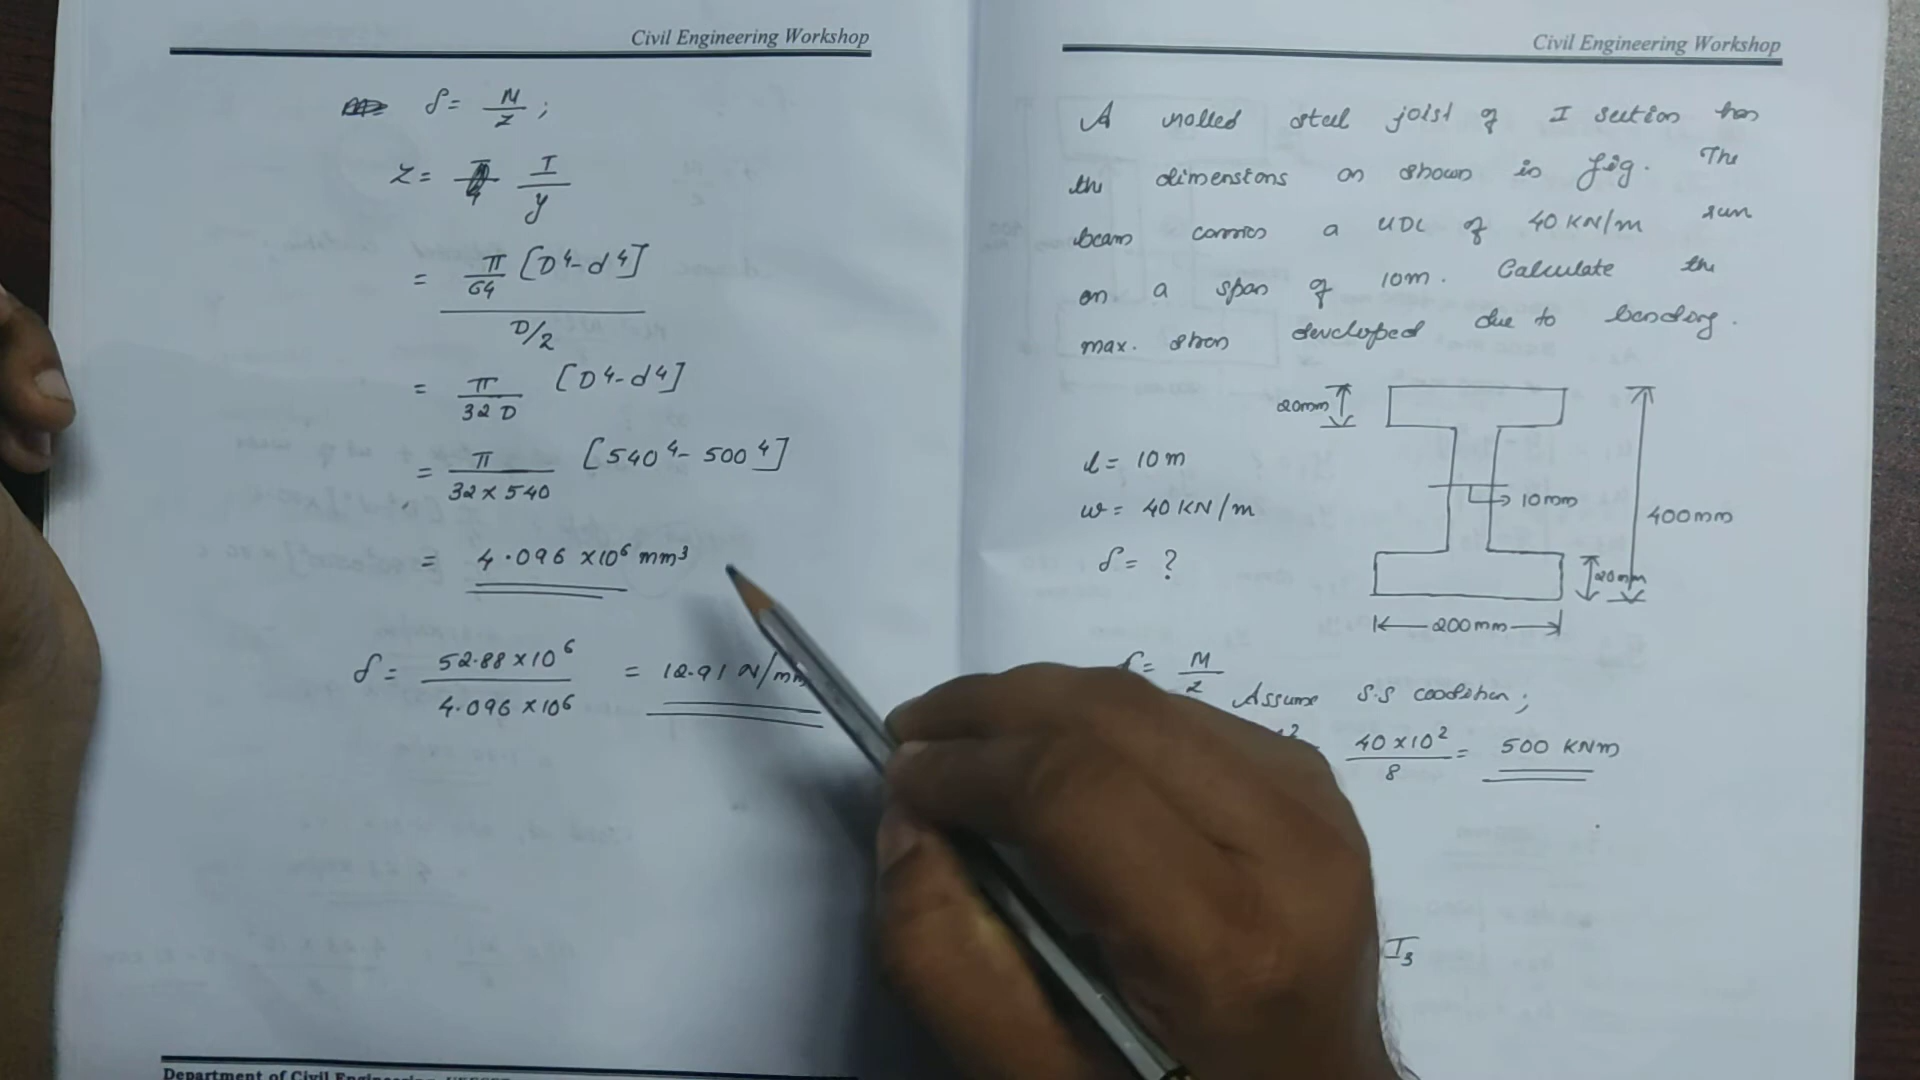 Civil Engineering Workshop
f = M/Z ;
Z = I/y
= π/64 [D⁴-d⁴]
D/2
= π/32 D [D⁴-d⁴]
= π/32 × 540 [540⁴- 500⁴]
= 4.096 ×10⁶ mm³
f = 52.88 × 10⁶ / 4.096 ×10⁶ = 12.91 N/mm
Department of Civil Engineering
Civil Engineering Workshop
A rolled steel joist of I section has
the dimensions as shown in fig. The
beam carries a UDL of 40 KN/m run
on a span of 10m. Calculate the
max. stress developed due to bending.
20mm
l = 10 m
10mm
w = 40 KN/m
400mm
f = ?
20mm
200mm
f = M/Z
Assume S.S condition ;
40 ×10²/8 = 500 KNm
I₃